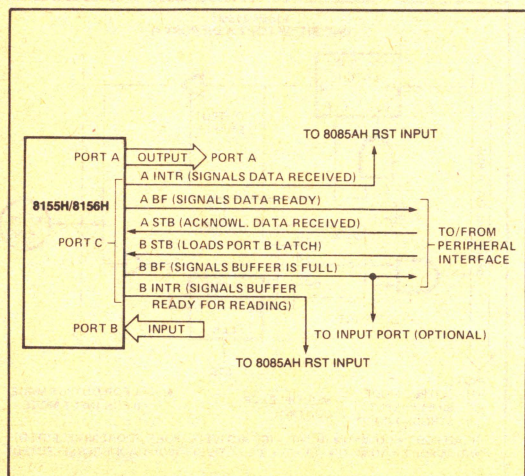 TO 8085AH RST INPUT
PORT A
OUTPUT
PORT A
A INTR (SIGNALS DATA RECEIVED)
8155H/8156H
A BF (SIGNALS DATA READY)
A STB (ACKNOWL. DATA RECEIVED)
PORT C
B STB (LOADS PORT B LATCH)
B BF (SIGNALS BUFFER IS FULL)
B INTR (SIGNALS BUFFER
READY FOR READING)
TO/FROM
PERIPHERAL
INTERFACE
PORT B
INPUT
TO INPUT PORT (OPTIONAL)
TO 8085AH RST INPUT